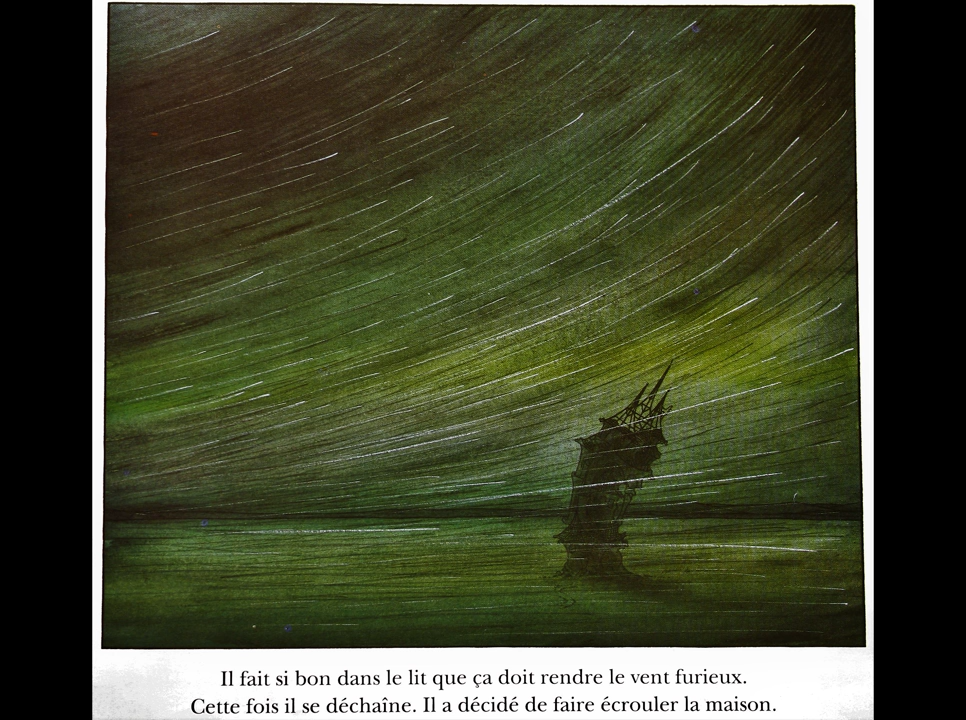 Il fait si bon dans le lit que ça doit rendre le vent furieux.
Cette fois il se déchaîne. Il a décidé de faire écrouler la maison.